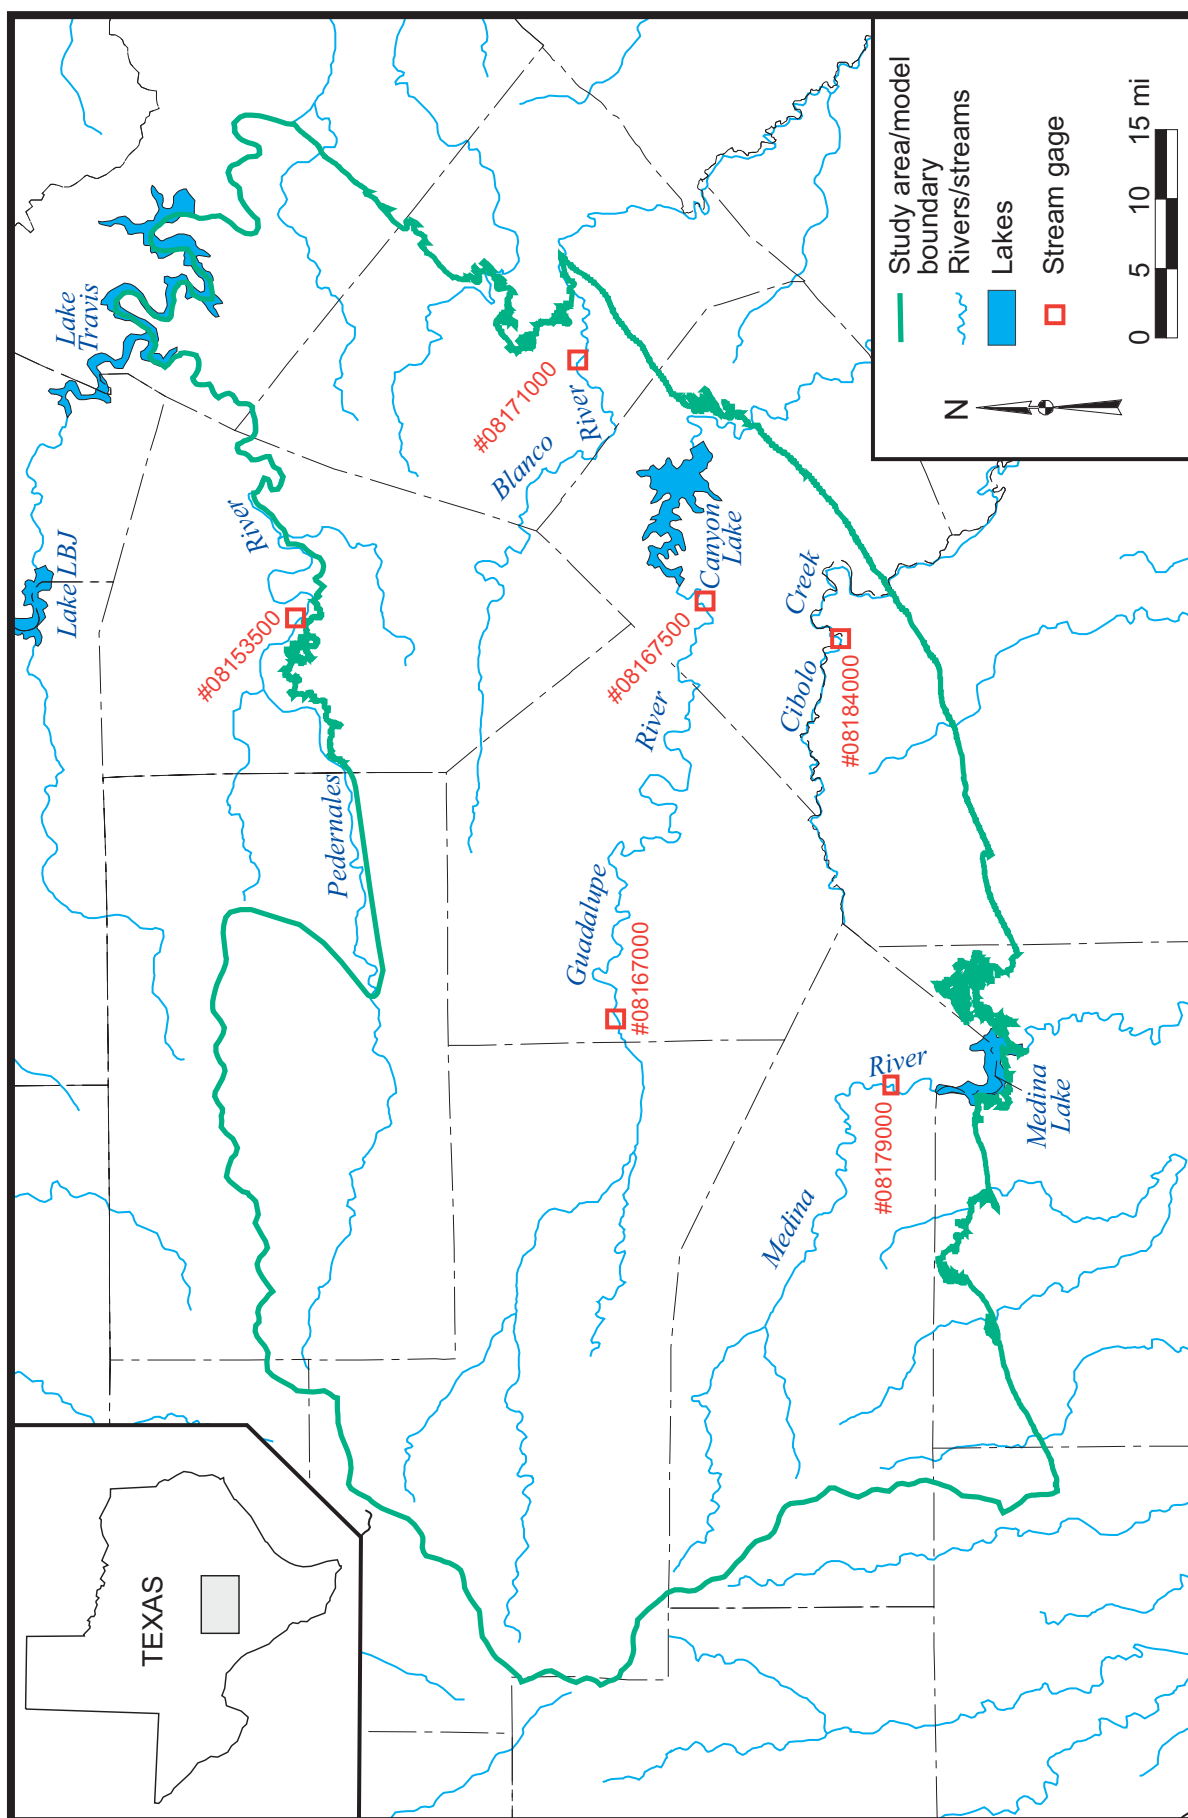 Lake LBJ
Lake
Travis
River
#08153500
Pedernales
#08171000
Blanco
River
Canyon
Lake
#08167500
River
Guadalupe
#08167000
Creek
Cibolo
#08184000
River
#08179000
Medina
Medina
Lake
TEXAS
Study area/model
boundary
Rivers/streams
Lakes
Stream gage
N
0 5 10 15 mi